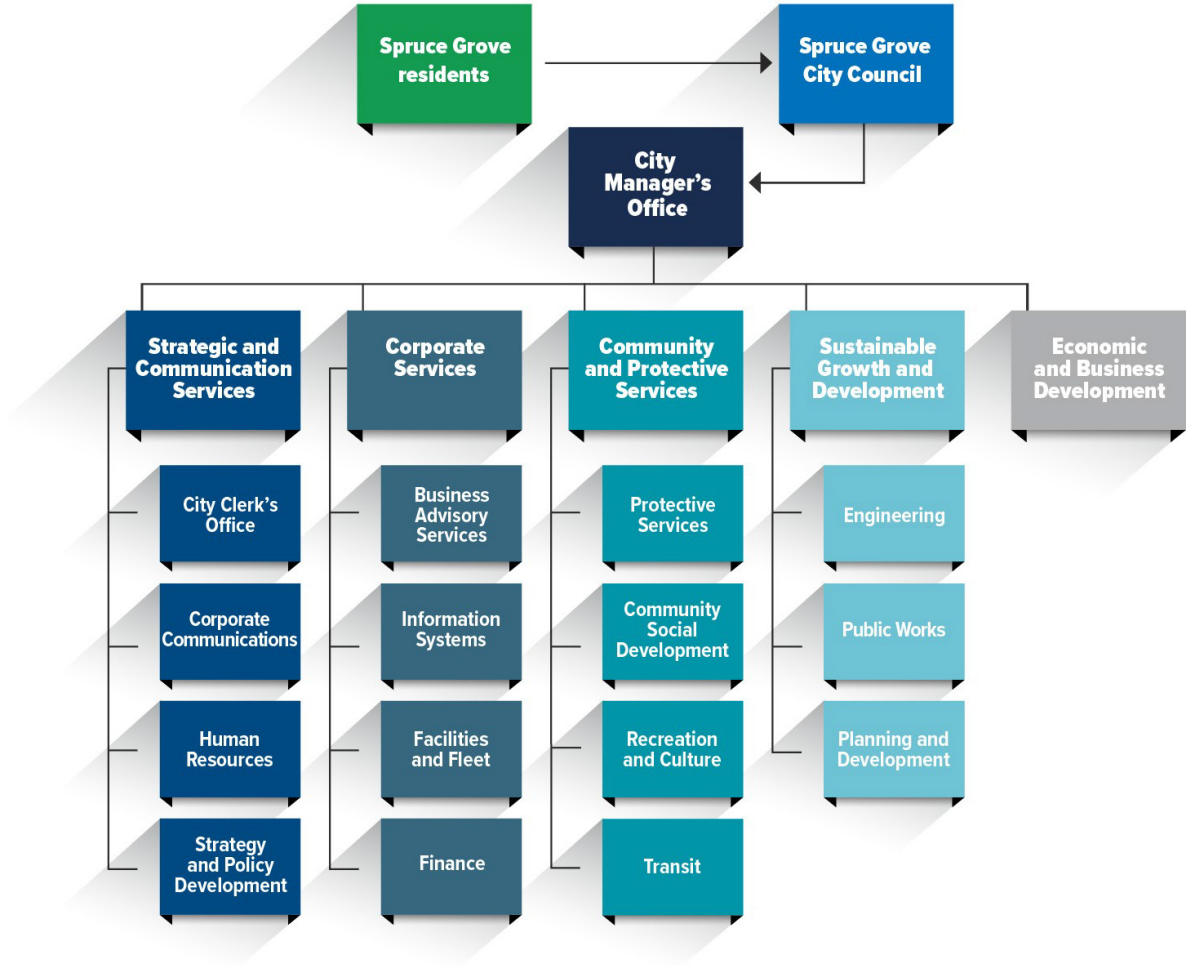 Spruce Grove
residents
Spruce Grove
City Council
City
Manager’s
Office
Strategic and
Communication
Services
Corporate
Services
Community
and Protective
Services
Sustainable
Growth and
Development
Economic
and Business
Development
City Clerk’s
Office
Corporate
Communications
Human
Resources
Strategy
and Policy
Development
Business
Advisory
Services
Information
Systems
Facilities
and Fleet
Finance
Protective
Services
Community
Social
Development
Recreation
and Culture
Transit
Engineering
Public Works
Planning and
Development